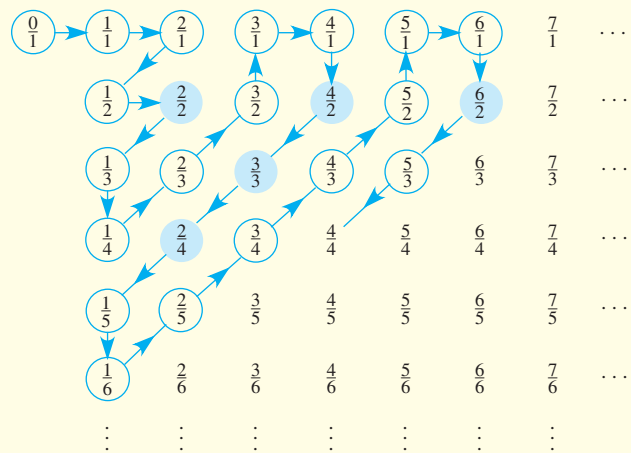 0/1 1/1 2/1 3/1 4/1 5/1 6/1 7/1 ...
1/2 2/2 3/2 4/2 5/2 6/2 7/2 ...
1/3 2/3 3/3 4/3 5/3 6/3 7/3 ...
1/4 2/4 3/4 4/4 5/4 6/4 7/4 ...
1/5 2/5 3/5 4/5 5/5 6/5 7/5 ...
1/6 2/6 3/6 4/6 5/6 6/6 7/6 ...
⋮ ⋮ ⋮ ⋮ ⋮ ⋮ ⋮